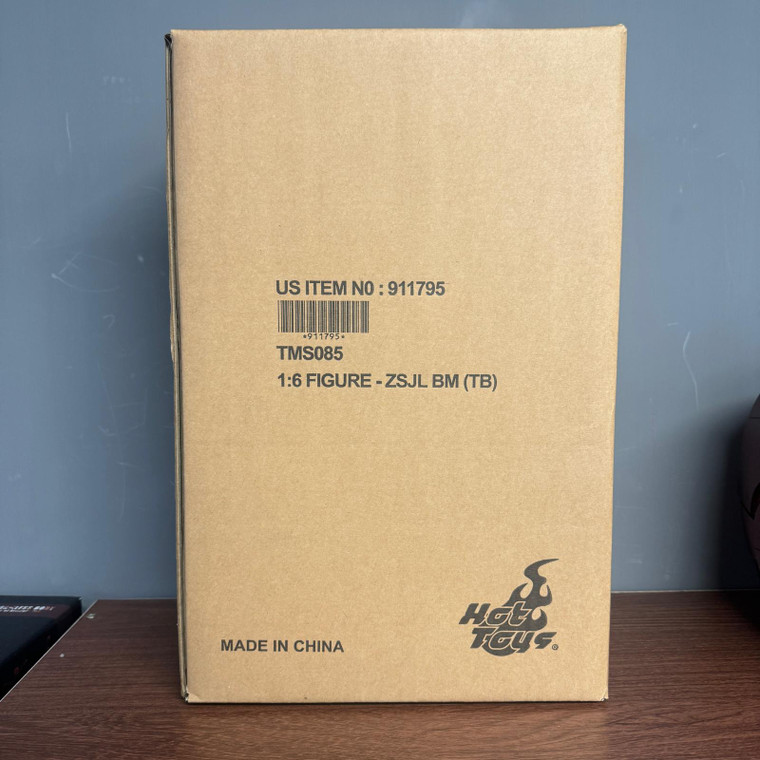 US ITEM N0 : 911795
*911795*
TMS085
1:6 FIGURE - ZSJL BM (TB)
Hot
Toys®
MADE IN CHINA